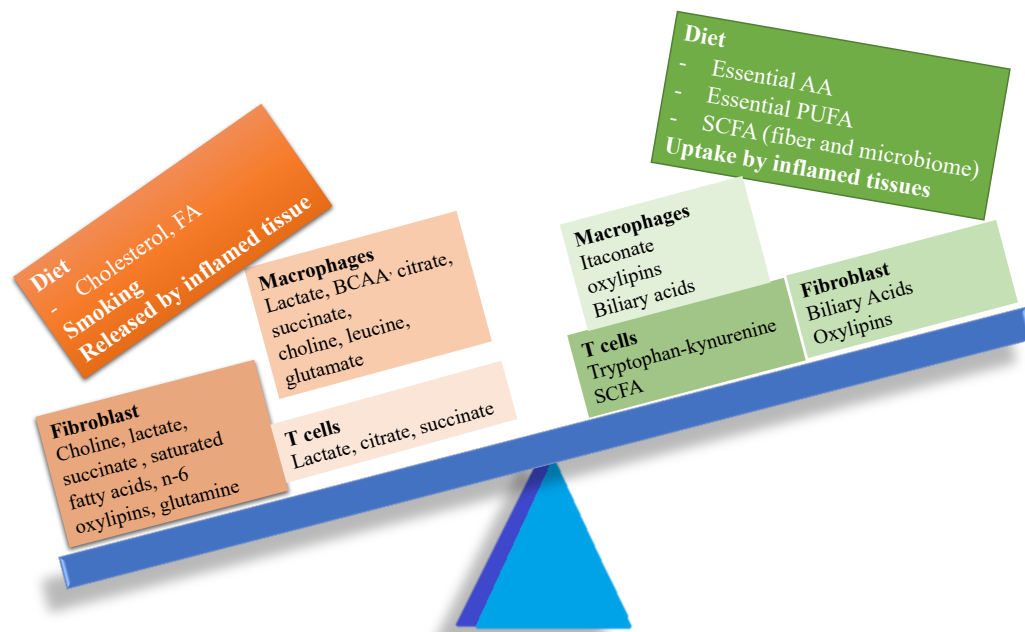 Diet
- Cholesterol, FA
Smoking
Released by inflamed tissue
Macrophages
Lactate, BCAA· citrate,
succinate,
choline, leucine,
glutamate
Fibroblast
Choline, lactate,
succinate , saturated
fatty acids, n-6
oxylipins, glutamine
T cells
Lactate, citrate, succinate
Diet
- Essential AA
- Essential PUFA
- SCFA (fiber and microbiome)
Uptake by inflamed tissues
Macrophages
Itaconate
oxylipins
Biliary acids
T cells
Tryptophan-kynurenine
SCFA
Fibroblast
Biliary Acids
Oxylipins